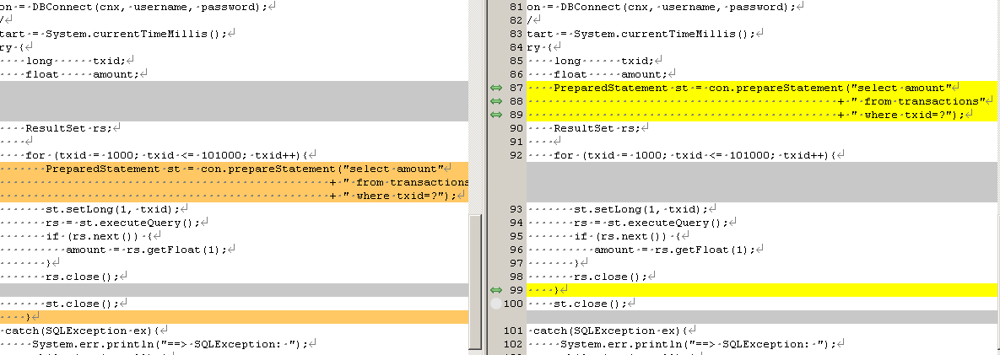 on = DBConnect(cnx, username, password);
/
tart = System.currentTimeMillis();
ry {
long txid;
float amount;
ResultSet rs;
for (txid = 1000; txid <= 101000; txid++){
PreparedStatement st = con.prepareStatement("select amount"
+ " from transactions
+ " where txid=?");
st.setLong(1, txid);
rs = st.executeQuery();
if (rs.next()) {
amount = rs.getFloat(1);
}
rs.close();
st.close();
}
catch(SQLException ex){
System.err.println("==> SQLException: ");
81 on = DBConnect(cnx, username, password);
82 /
83 tart = System.currentTimeMillis();
84 ry {
85 long txid;
86 float amount;
87 PreparedStatement st = con.prepareStatement("select amount"
88 + " from transactions"
89 + " where txid=?");
90 ResultSet rs;
91
92 for (txid = 1000; txid <= 101000; txid++){
93 st.setLong(1, txid);
94 rs = st.executeQuery();
95 if (rs.next()) {
96 amount = rs.getFloat(1);
97 }
98 rs.close();
99 }
100 st.close();
101 catch(SQLException ex){
102 System.err.println("==> SQLException: ");